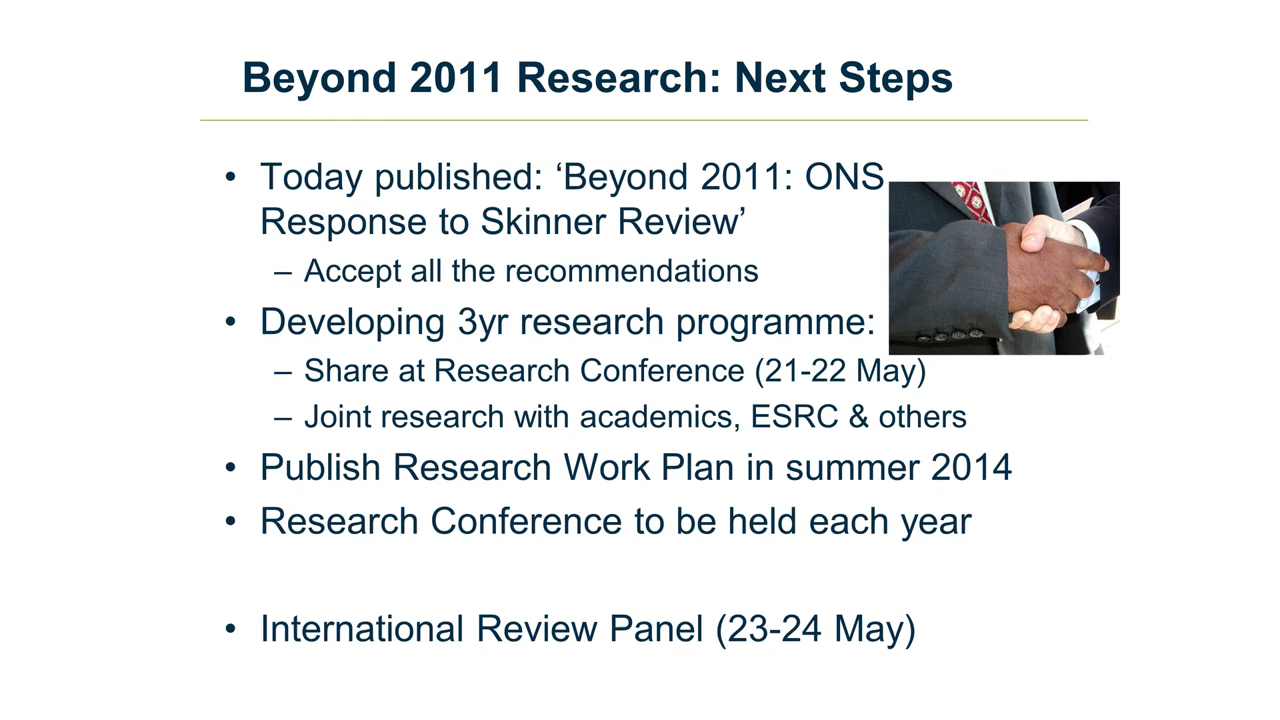 Beyond 2011 Research: Next Steps
• Today published: ‘Beyond 2011: ONS
Response to Skinner Review’
– Accept all the recommendations
• Developing 3yr research programme:
– Share at Research Conference (21-22 May)
– Joint research with academics, ESRC & others
• Publish Research Work Plan in summer 2014
• Research Conference to be held each year
• International Review Panel (23-24 May)